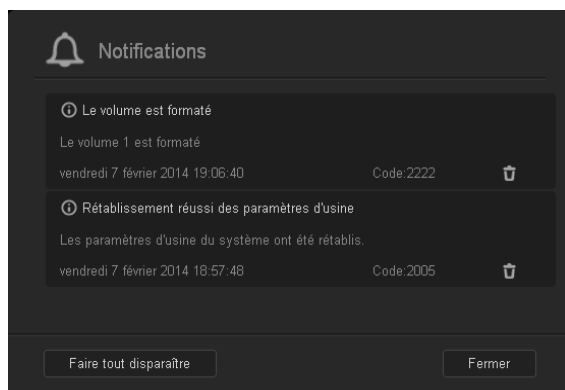 Notifications
Le volume est formaté
Le volume 1 est formaté
vendredi 7 février 2014 19:06:40 Code:2222
Rétablissement réussi des paramètres d'usine
Les paramètres d'usine du système ont été rétablis.
vendredi 7 février 2014 18:57:48 Code:2005
Faire tout disparaître Fermer